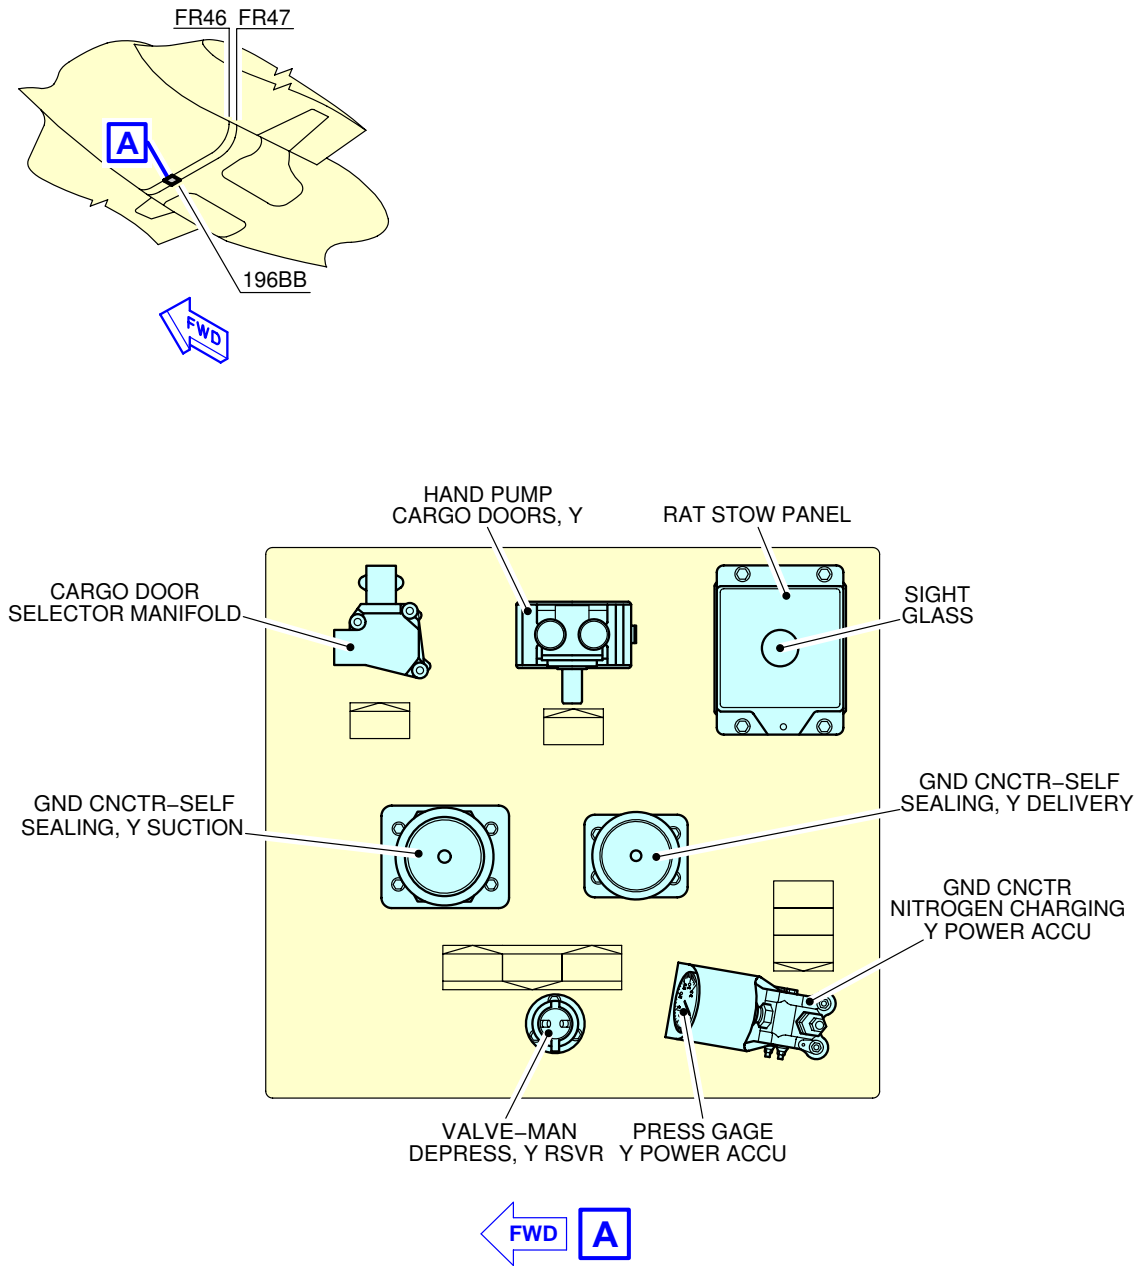 FR46 FR47
A
196BB
FWD
HAND PUMP
CARGO DOORS, Y
RAT STOW PANEL
CARGO DOOR
SELECTOR MANIFOLD
SIGHT
GLASS
GND CNCTR−SELF
SEALING, Y SUCTION
GND CNCTR−SELF
SEALING, Y DELIVERY
GND CNCTR
NITROGEN CHARGING
Y POWER ACCU
VALVE−MAN
DEPRESS, Y RSVR
PRESS GAGE
Y POWER ACCU
FWD A